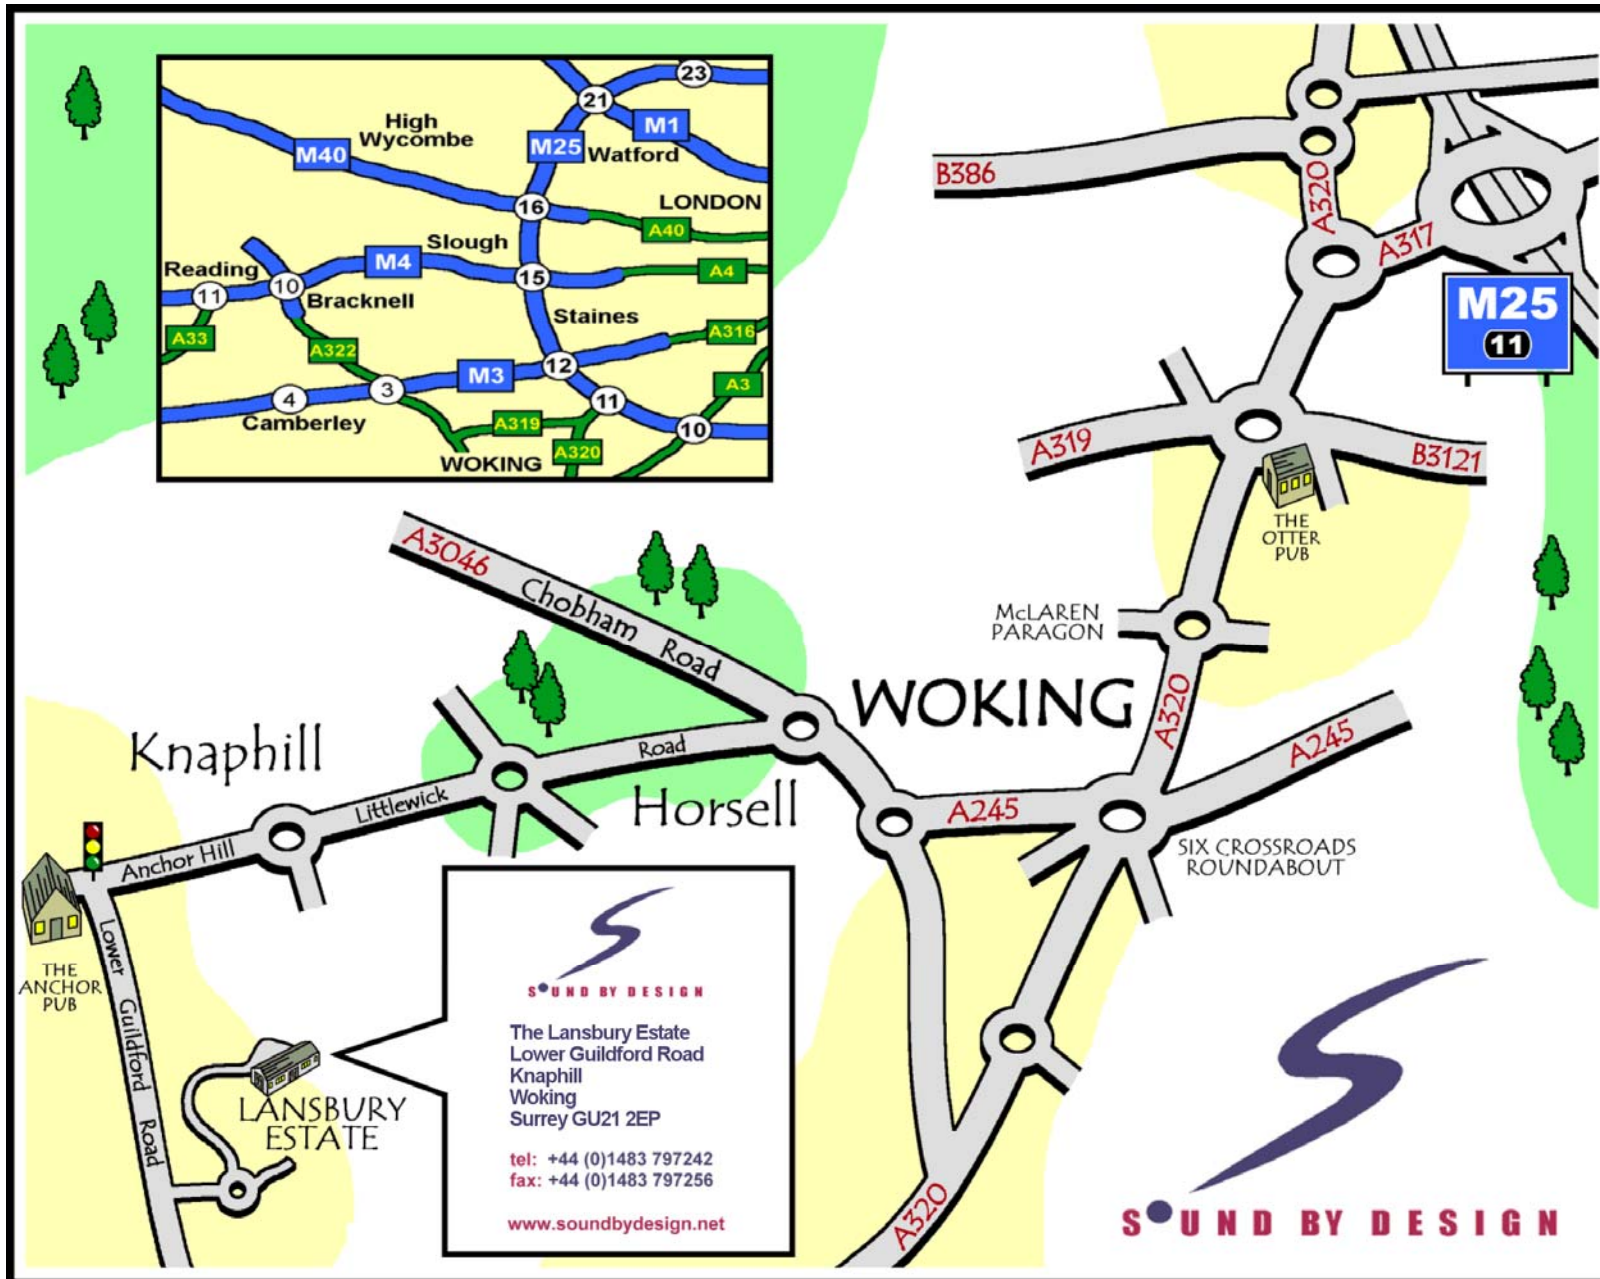 23
21
M1
High
Wycombe
M40
M25
Watford
16
LONDON
A40
Slough
M4
15
A4
Reading
11
10
Bracknell
Staines
A33
A322
A316
12
M3
3
4
A3
11
Camberley
A319
10
A320
WOKING
B386
A320
A317
M25
11
A319
B3121
THE
OTTER
PUB
A3046
Chobham Road
McLAREN
PARAGON
WOKING
A320
A245
Knaphill
Road
Littlewick
Horsell
A245
SIX CROSSROADS
ROUNDABOUT
Anchor Hill
THE
ANCHOR
PUB
Lower Guildford Road
LANSBURY
ESTATE
SOUND BY DESIGN
The Lansbury Estate
Lower Guildford Road
Knaphill
Woking
Surrey GU21 2EP
tel: +44 (0)1483 797242
fax: +44 (0)1483 797256
www.soundbydesign.net
A320
SOUND BY DESIGN